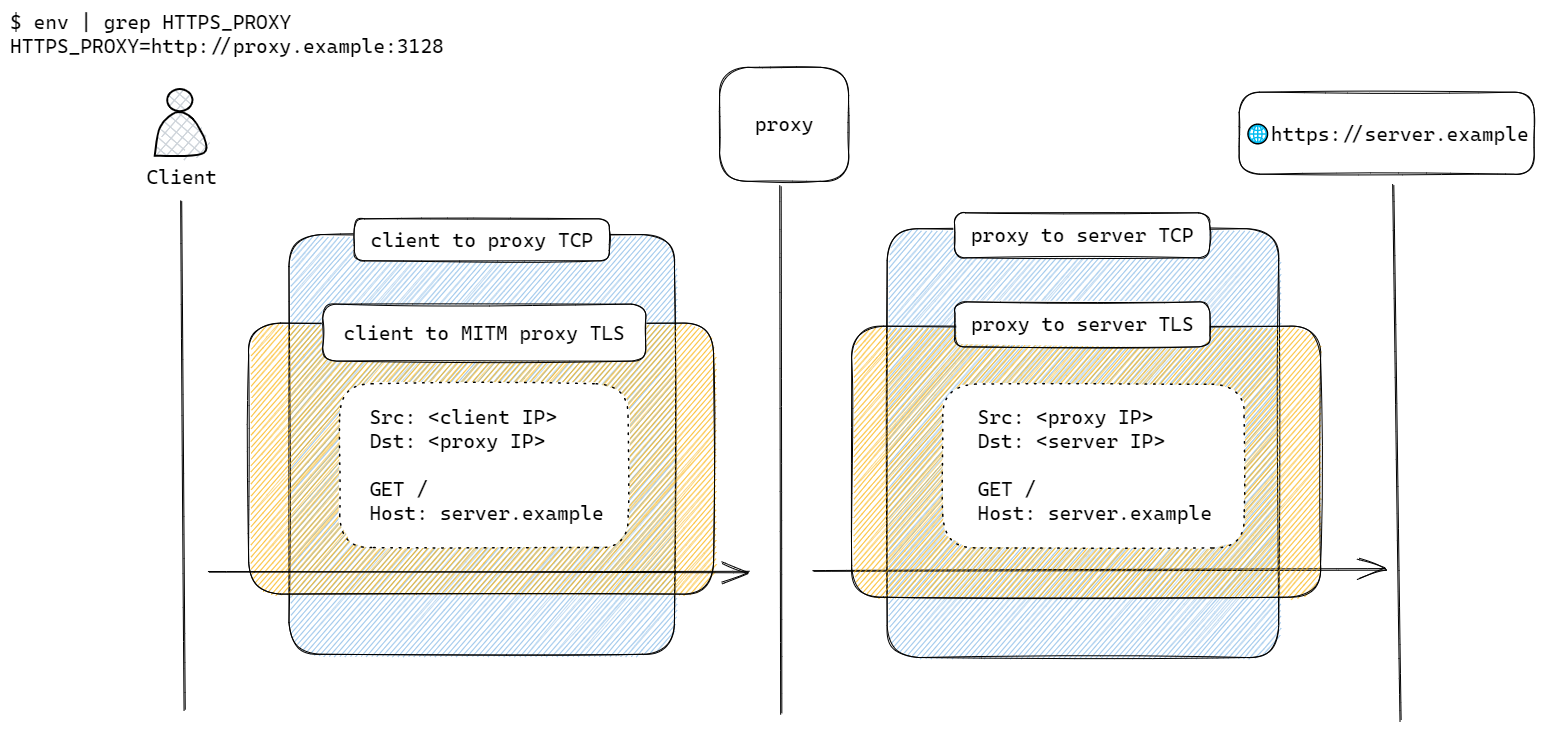 $ env | grep HTTPS_PROXY
HTTPS_PROXY=http://proxy.example:3128
Client
proxy
https://server.example
client to proxy TCP
proxy to server TCP
client to MITM proxy TLS
proxy to server TLS
Src: <client IP>
Dst: <proxy IP>
GET /
Host: server.example
Src: <proxy IP>
Dst: <server IP>
GET /
Host: server.example